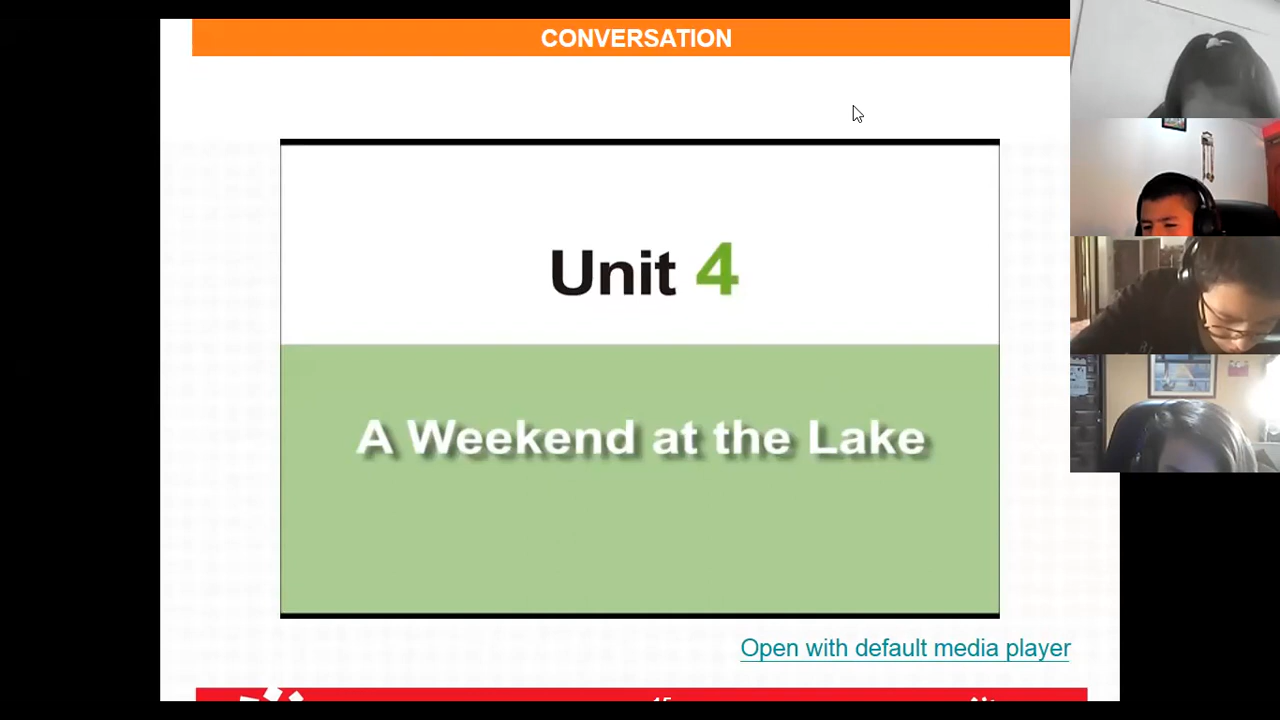 CONVERSATION
Unit 4
A Weekend at the Lake
Open with default media player